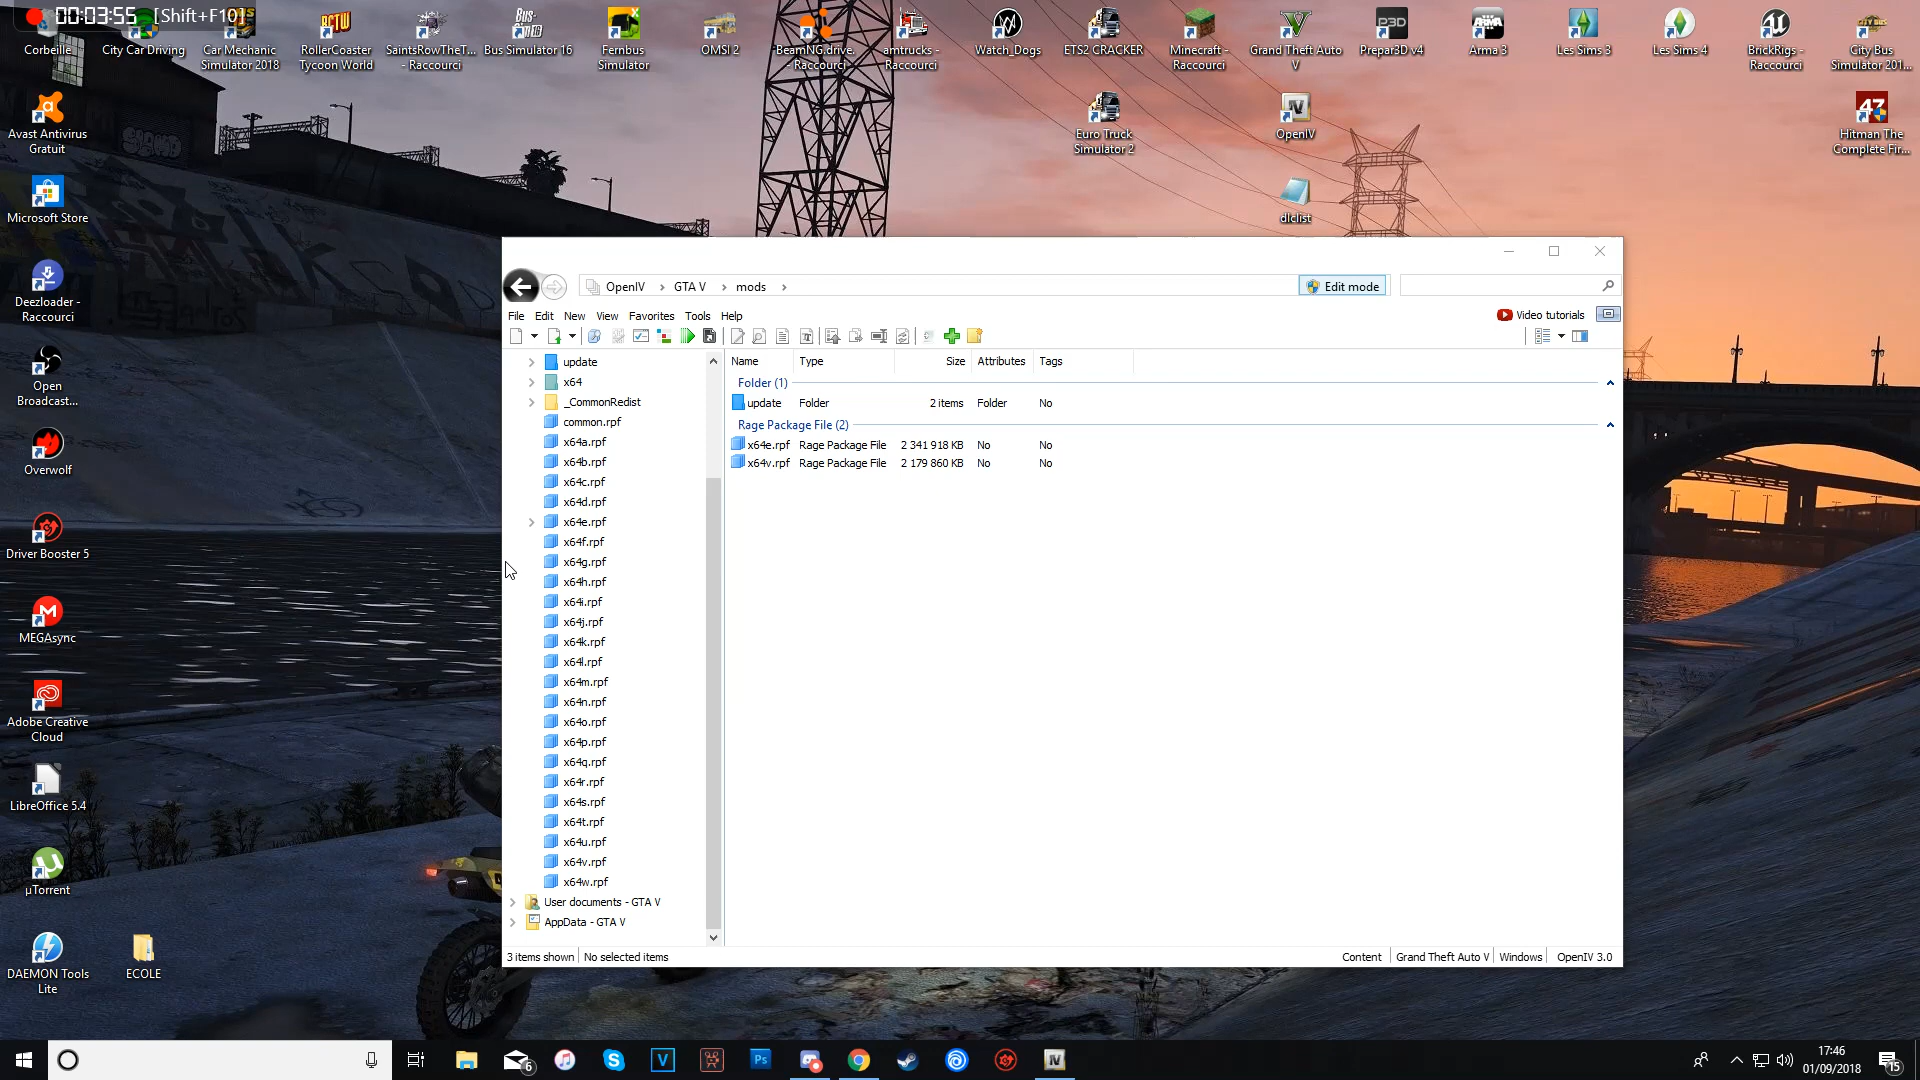 00:03:55 [Shift+F10]
Corbeille
City Car Driving
Car Mechanic
Simulator 2018
RollerCoaster
Tycoon World
SaintsRowTheT...
- Raccourci
Bus Simulator 16
Fernbus
Simulator
OMSI 2
BeamNG.drive.
- Raccourci
amtrucks -
Raccourci
Watch_Dogs
ETS2 CRACKER
Minecraft -
Raccourci
Grand Theft Auto
V
Prepar3D v4
Arma 3
Les Sims 3
Les Sims 4
BrickRigs -
Raccourci
City Bus
Simulator 201...
Avast Antivirus
Gratuit
Euro Truck
Simulator 2
OpenIV
Hitman The
Complete Fir...
Microsoft Store
dlclist
Deezloader -
Raccourci
Open
Broadcast...
Overwolf
Driver Booster 5
MEGAsync
Adobe Creative
Cloud
LibreOffice 5.4
µTorrent
DAEMON Tools
Lite
ECOLE
OpenIV
GTA V
mods
Edit mode
File Edit New View Favorites Tools Help
Video tutorials
update
x64
_CommonRedist
common.rpf
x64a.rpf
x64b.rpf
x64c.rpf
x64d.rpf
x64e.rpf
x64f.rpf
x64g.rpf
x64h.rpf
x64i.rpf
x64j.rpf
x64k.rpf
x64l.rpf
x64m.rpf
x64n.rpf
x64o.rpf
x64p.rpf
x64q.rpf
x64r.rpf
x64s.rpf
x64t.rpf
x64u.rpf
x64v.rpf
x64w.rpf
User documents - GTA V
AppData - GTA V
Name Type Size Attributes Tags
Folder (1)
update Folder 2 items Folder No
Rage Package File (2)
x64e.rpf Rage Package File 2 341 918 KB No No
x64v.rpf Rage Package File 2 179 860 KB No No
3 items shown No selected items
Content Grand Theft Auto V Windows OpenIV 3.0
6
17:46
01/09/2018
15